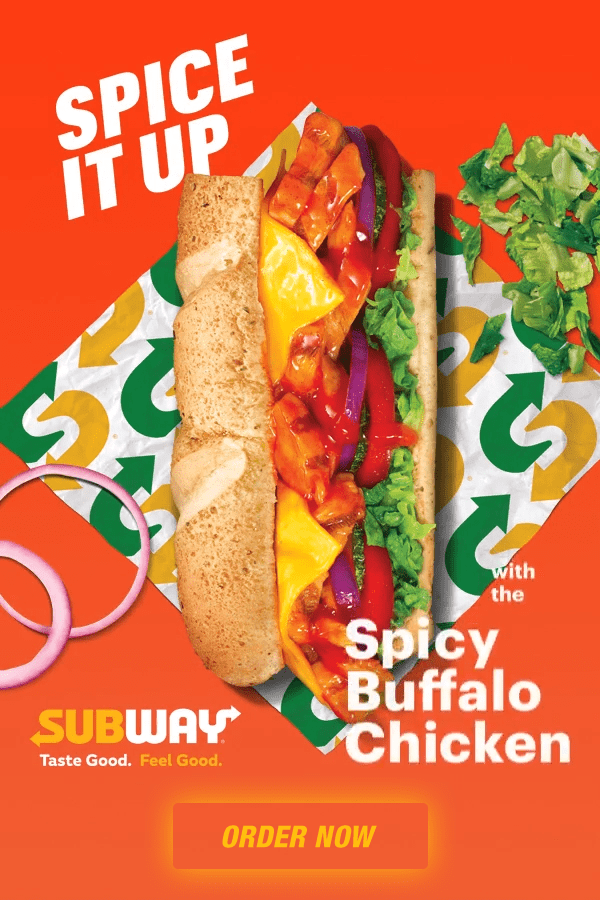 SPICE
IT UP
with
the
Spicy
Buffalo
Chicken
SUBWAY®
Taste Good. Feel Good.
ORDER NOW